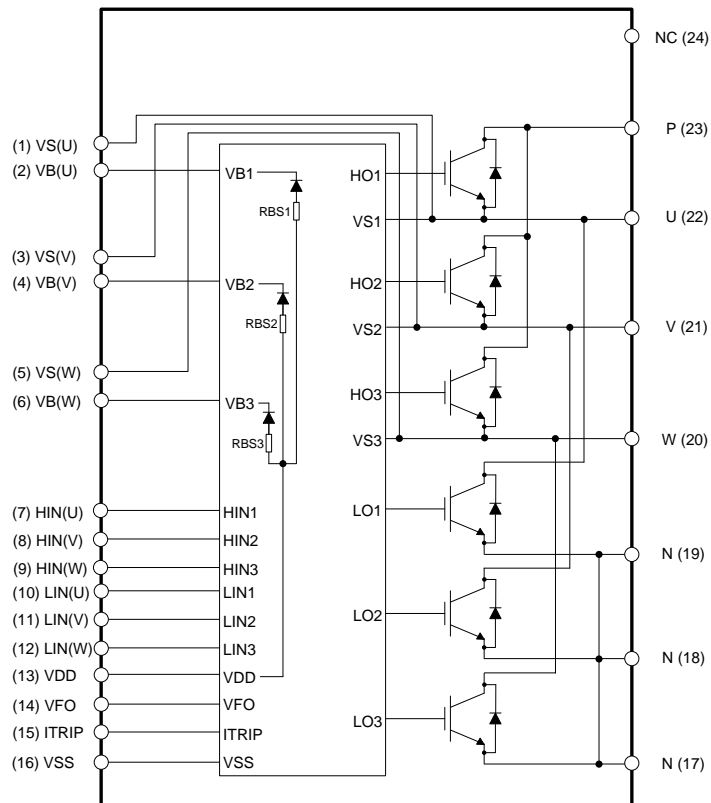 NC (24)
(1) VS(U)
(2) VB(U)
(3) VS(V)
(4) VB(V)
(5) VS(W)
(6) VB(W)
(7) HIN(U)
(8) HIN(V)
(9) HIN(W)
(10) LIN(U)
(11) LIN(V)
(12) LIN(W)
(13) VDD
(14) VFO
(15) ITRIP
(16) VSS
VB1
RBS1
VB2
RBS2
VB3
RBS3
HIN1
HIN2
HIN3
LIN1
LIN2
LIN3
VDD
VFO
ITRIP
VSS
HO1
VS1
HO2
VS2
HO3
VS3
LO1
LO2
LO3
P (23)
U (22)
V (21)
W (20)
N (19)
N (18)
N (17)